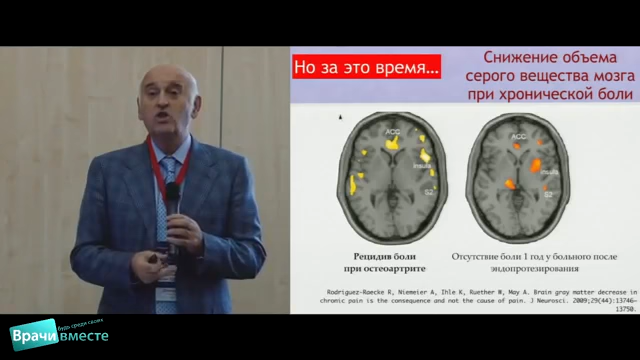 Но за это время…
Снижение объема
серого вещества мозга
при хронической боли
ACC
insula
S2
ACC
insula
S2
Рецидив боли
при остеоартрите
Отсутствие боли 1 год у больного после
эндопротезирования
Rodriguez-Raecke R, Niemeier A, Ihle K, Ruether W, May A. Brain gray matter decrease in
chronic pain is the consequence and not the cause of pain. J Neurosci. 2009;29(44):13746–
13750.
будь среди своих
Врачи вместе